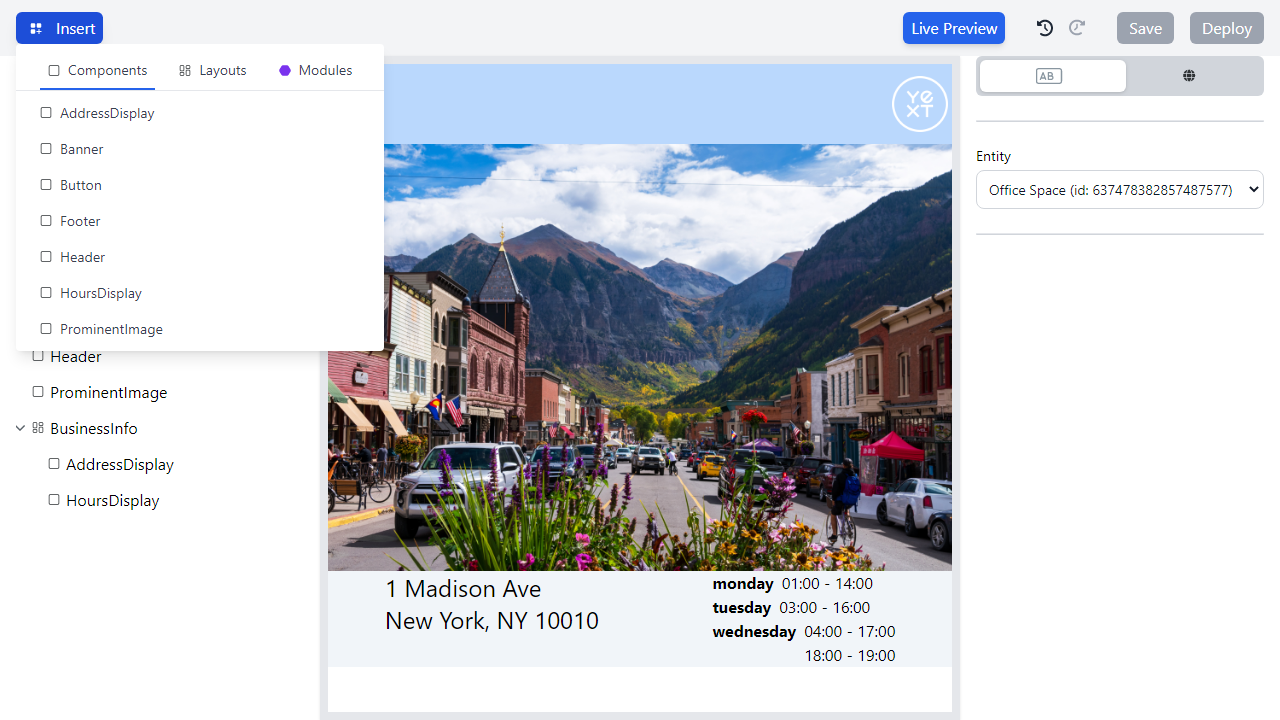 Insert
Live Preview
Save
Deploy
Components
Layouts
Modules
AddressDisplay
Banner
Button
Footer
Header
HoursDisplay
ProminentImage
Header
ProminentImage
BusinessInfo
AddressDisplay
HoursDisplay
YEXT
1 Madison Ave
New York, NY 10010
monday 01:00 - 14:00
tuesday 03:00 - 16:00
wednesday 04:00 - 17:00
18:00 - 19:00
AB
Entity
Office Space (id: 637478382857487577)